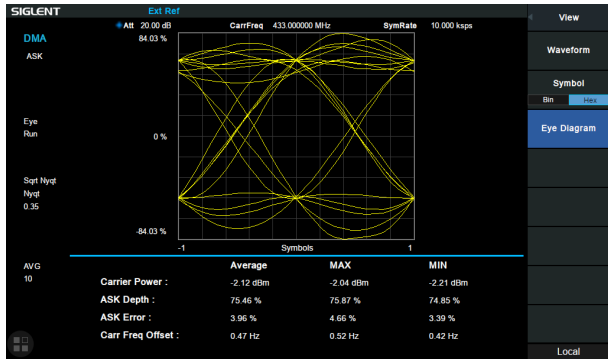 SIGLENT Ext Ref
Att 20.00 dB CarrFreq 433.000000 MHz SymRate 10.000 ksps
DMA
ASK
Eye
Run
Sqrt Nyqt
Nyqt
0.35
AVG
10
84.03 %
0 %
-84.03 %
-1 Symbols 1
Average MAX MIN
Carrier Power : -2.12 dBm -2.04 dBm -2.21 dBm
ASK Depth : 75.46 % 75.87 % 74.85 %
ASK Error : 3.96 % 4.66 % 3.39 %
Carr Freq Offset : 0.47 Hz 0.52 Hz 0.42 Hz
View
Waveform
Symbol
Bin Hex
Eye Diagram
Local